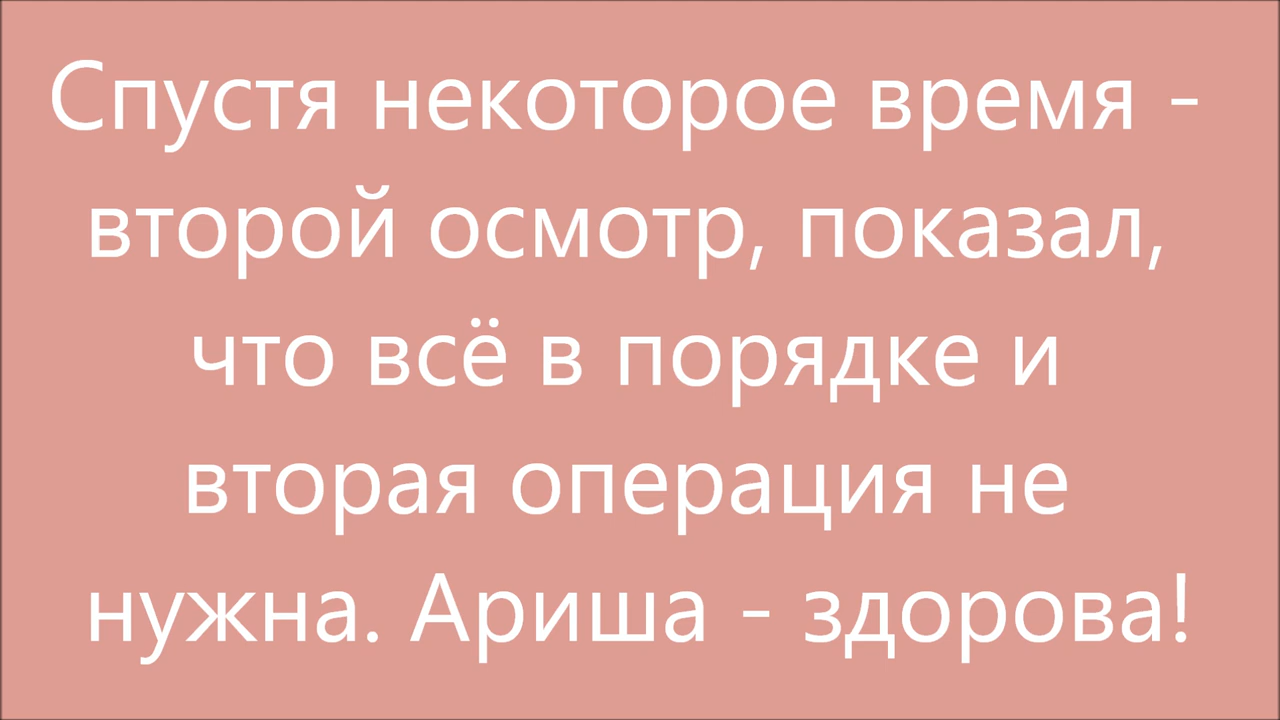 Спустя некоторое время -
второй осмотр, показал,
что всё в порядке и
вторая операция не
нужна. Ариша - здорова!